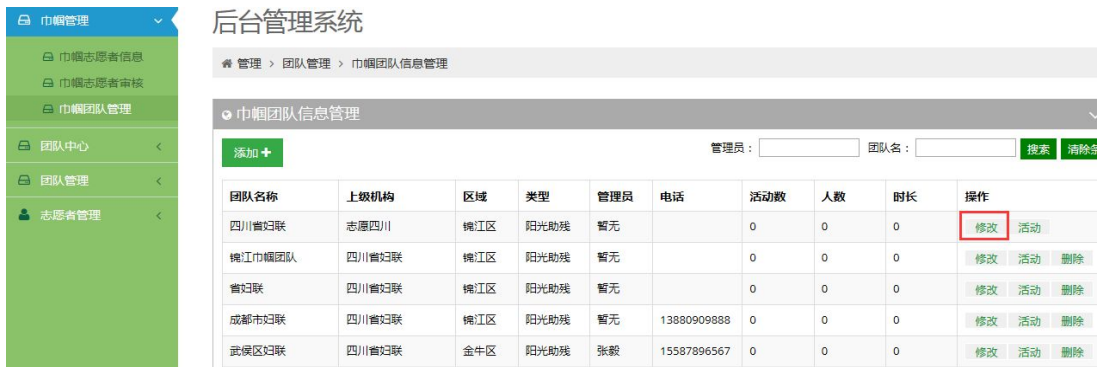 巾帼管理
巾帼志愿者信息
巾帼志愿者审核
巾帼团队管理
团队中心
团队管理
志愿者管理
后台管理系统
管理 > 团队管理 > 巾帼团队信息管理
巾帼团队信息管理
添加+ 管理员： 团队名： 搜索 清除
团队名称 上级机构 区域 类型 管理员 电话 活动数 人数 时长 操作
四川省妇联 志愿四川 锦江区 阳光助残 暂无 0 0 0 修改 活动
锦江巾帼团队 四川省妇联 锦江区 阳光助残 暂无 0 0 0 修改 活动 删除
省妇联 四川省妇联 锦江区 阳光助残 暂无 0 0 0 修改 活动 删除
成都市妇联 四川省妇联 锦江区 阳光助残 暂无 13880909888 0 0 0 修改 活动 删除
武侯区妇联 四川省妇联 金牛区 阳光助残 张毅 15587896567 0 0 0 修改 活动 删除